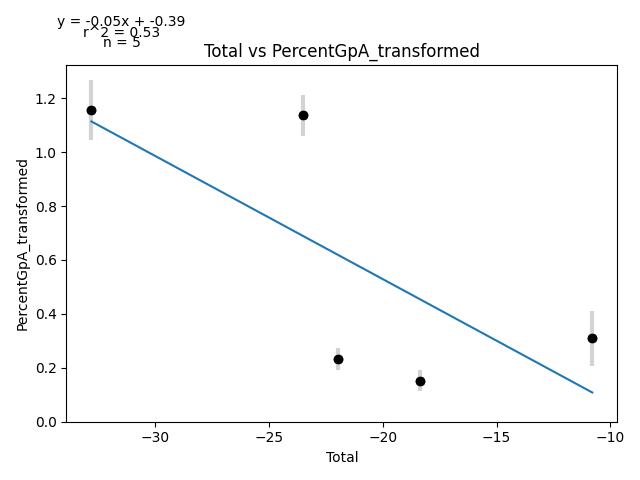 y = -0.05x + -0.39
r^2 = 0.53
n = 5
Total vs PercentGpA_transformed
PercentGpA_transformed
1.2
1.0
0.8
0.6
0.4
0.2
0.0
−30
−25
−20
−15
−10
Total